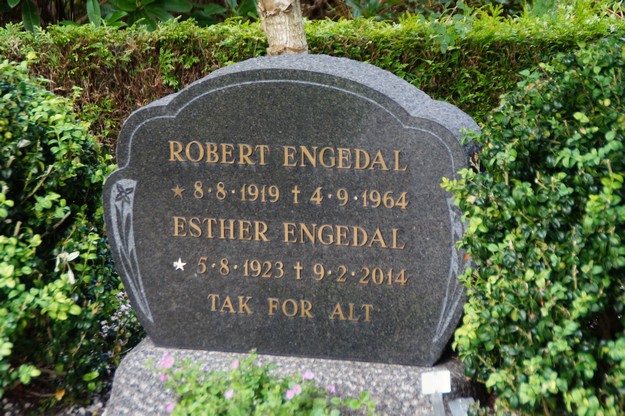 ROBERT ENGEDAL
★ 8·8·1919 † 4·9·1964
ESTHER ENGEDAL
★ 5·8·1923 † 9·2·2014
TAK FOR ALT